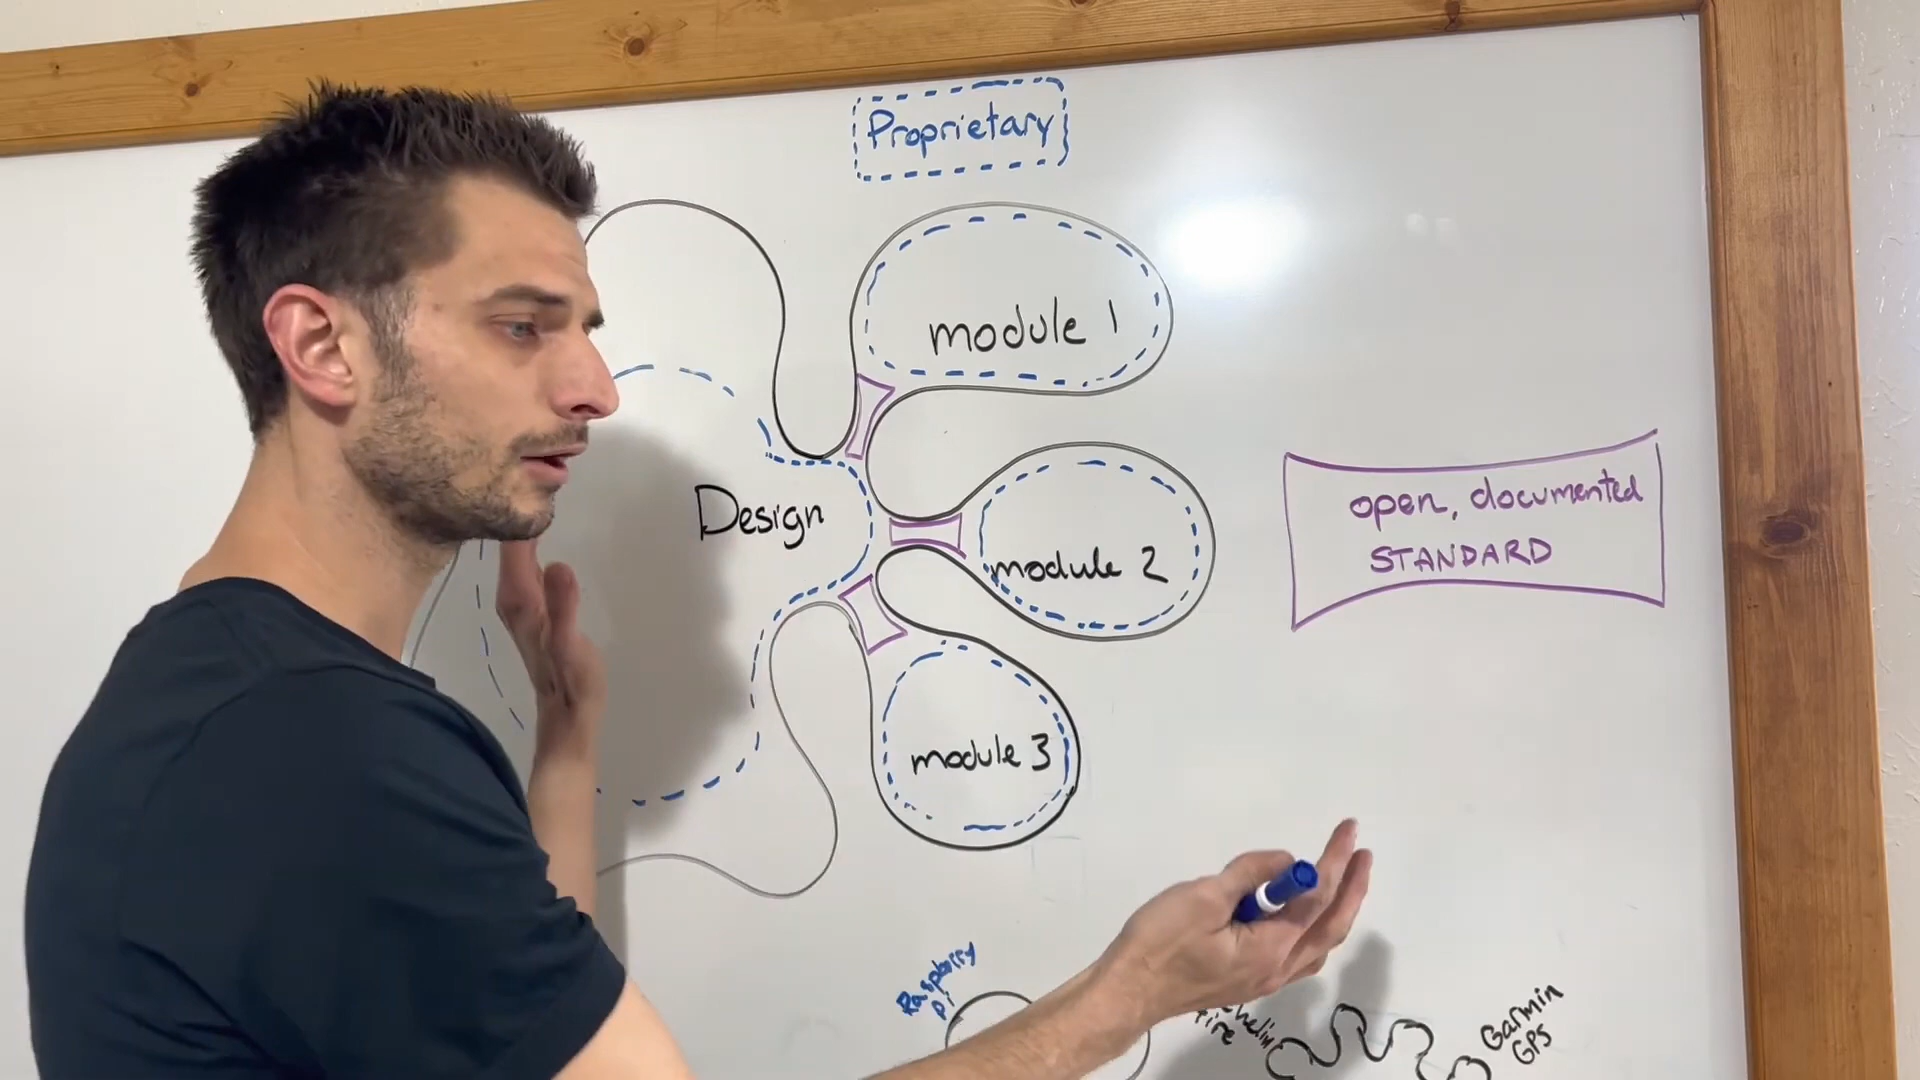 Proprietary
module 1
Design
module 2
module 3
open, documented
STANDARD
Raspberry
Pi
Garmin
GPS